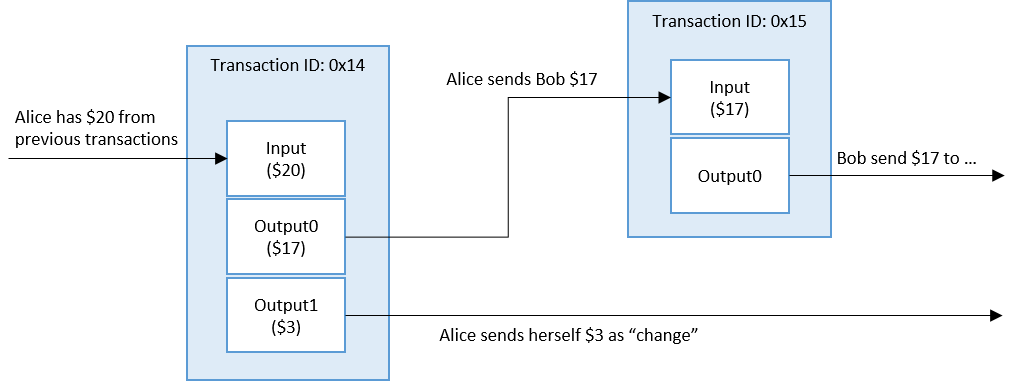 Transaction ID: 0x15
Transaction ID: 0x14
Alice sends Bob $17
Input
($17)
Alice has $20 from
previous transactions
Input
($20)
Bob send $17 to ...
Output0
Output0
($17)
Output1
($3)
Alice sends herself $3 as “change”